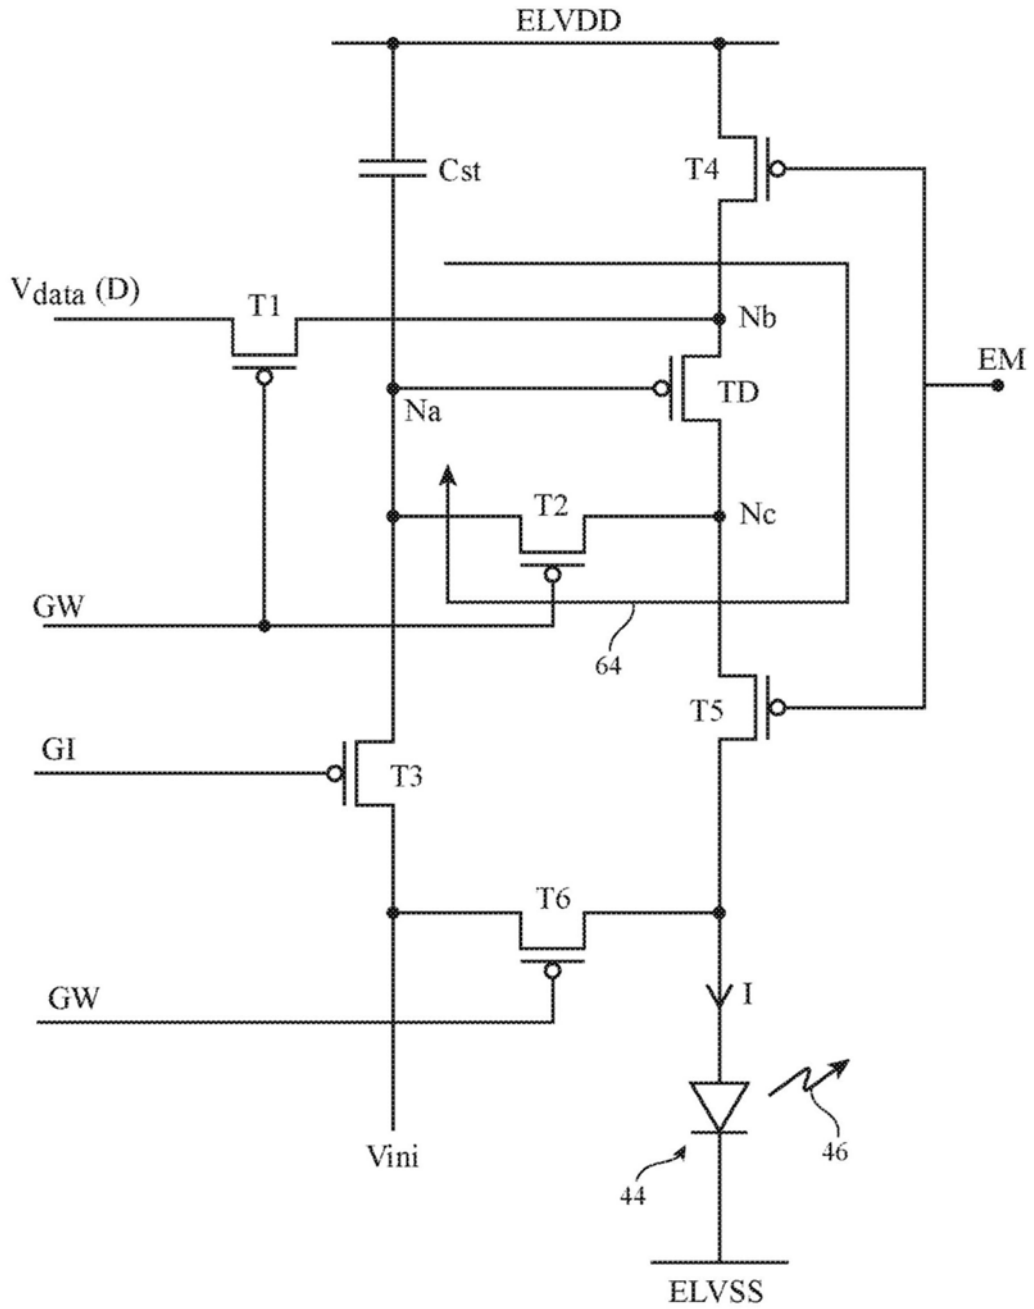 ELVDD
Cst
T4
Vdata (D)
T1
Nb
EM
Na
TD
T2
Nc
GW
64
T5
GI
T3
T6
GW
I
46
Vini
44
ELVSS